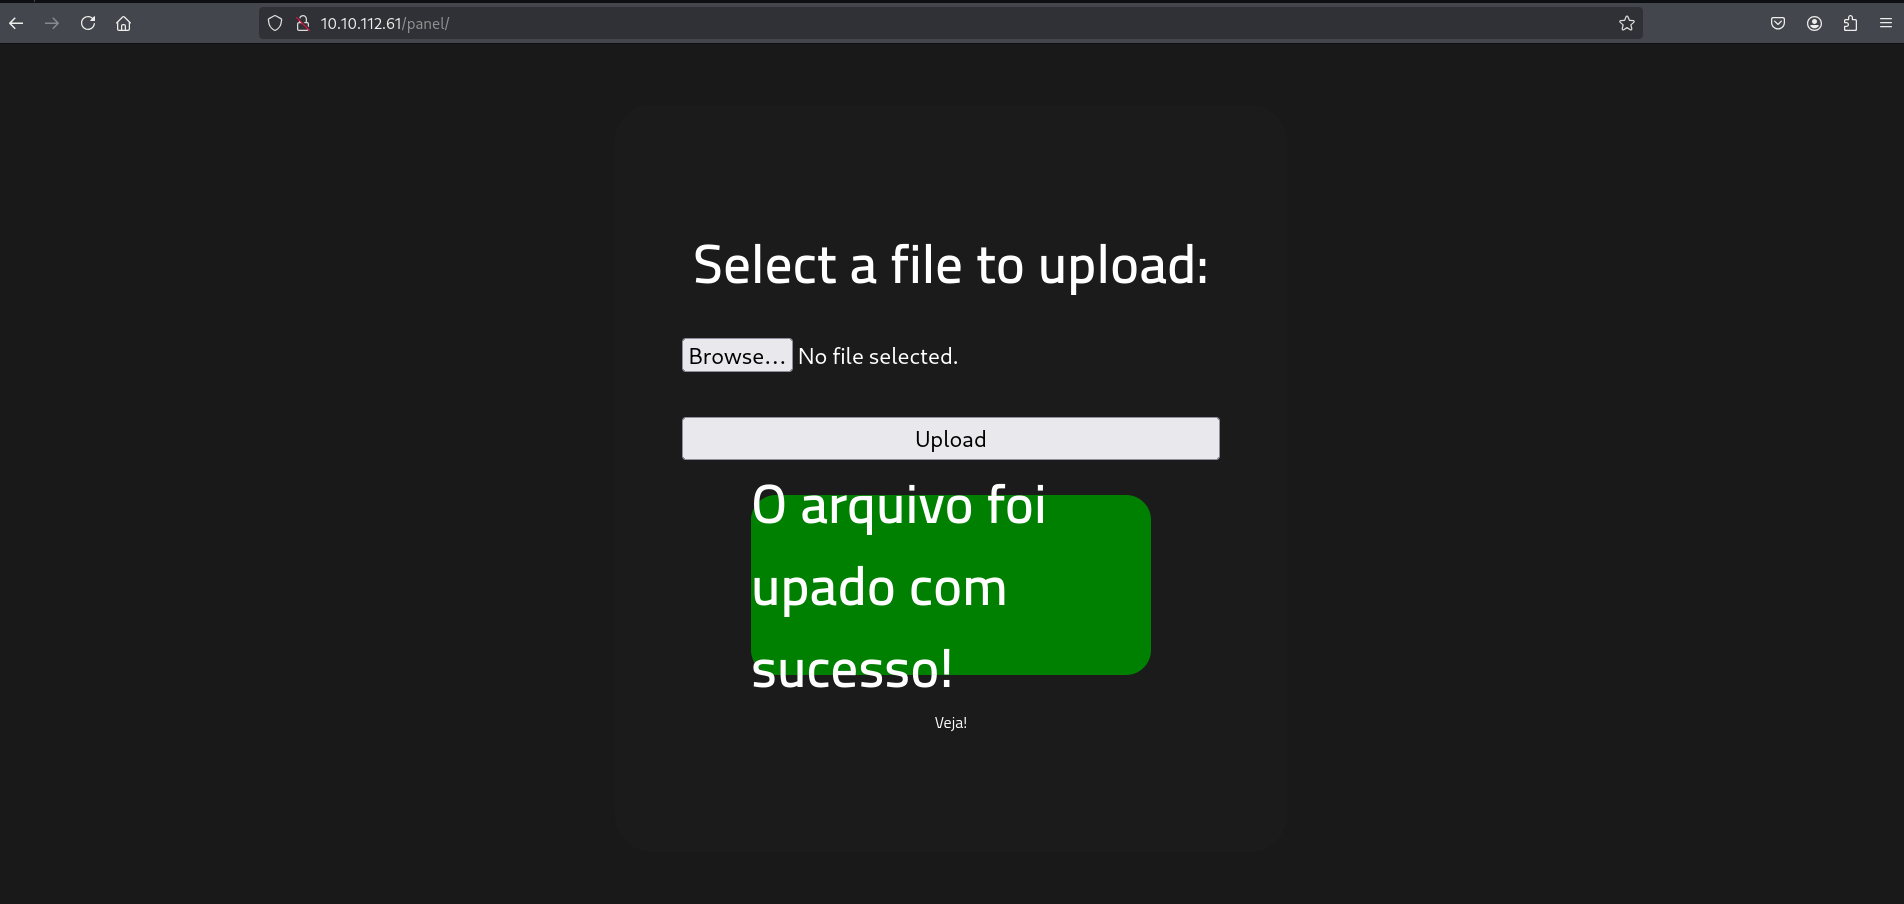 10.10.112.61/panel/
Select a file to upload:
Browse... No file selected.
Upload
O arquivo foi
upado com
sucesso!
Veja!